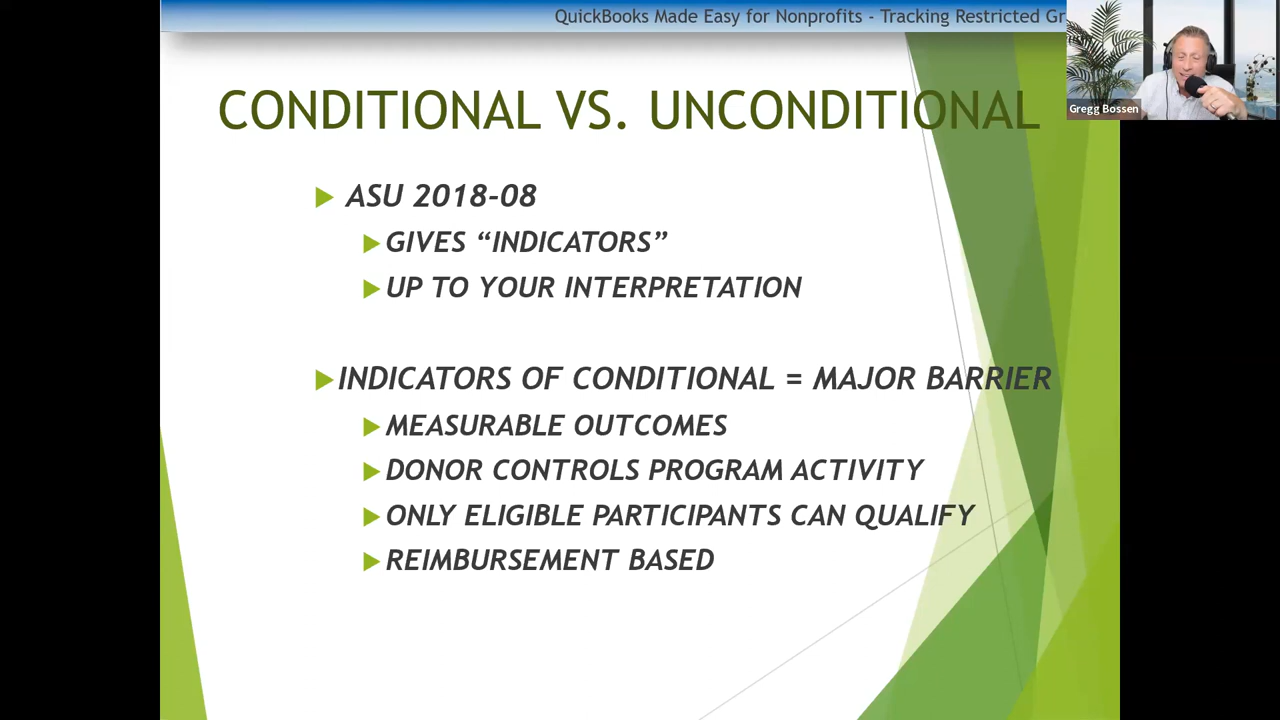 QuickBooks Made Easy for Nonprofits - Tracking Restricted Gr
Gregg Bossen
CONDITIONAL VS. UNCONDITIONAL
ASU 2018-08
GIVES “INDICATORS”
UP TO YOUR INTERPRETATION
INDICATORS OF CONDITIONAL = MAJOR BARRIER
MEASURABLE OUTCOMES
DONOR CONTROLS PROGRAM ACTIVITY
ONLY ELIGIBLE PARTICIPANTS CAN QUALIFY
REIMBURSEMENT BASED